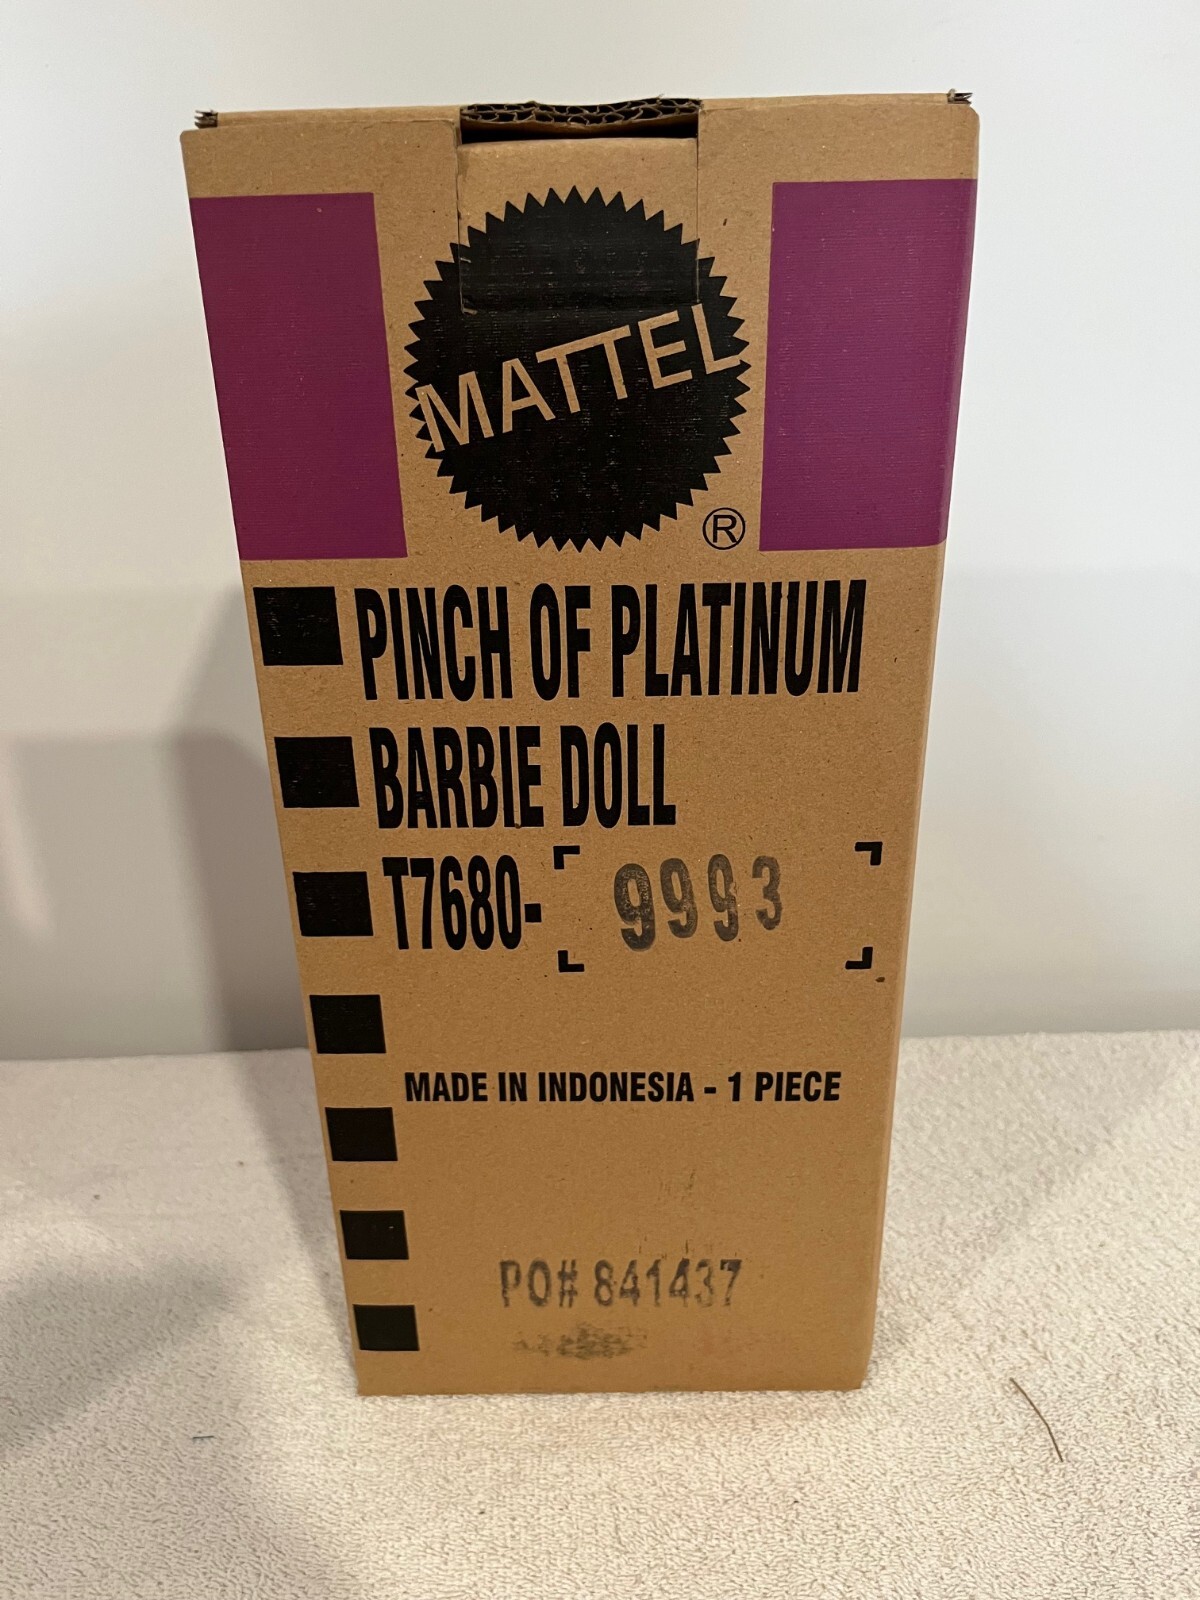 MATTEL
®
PINCH OF PLATINUM
BARBIE DOLL
T7680- 9993
MADE IN INDONESIA - 1 PIECE
PO# 841437